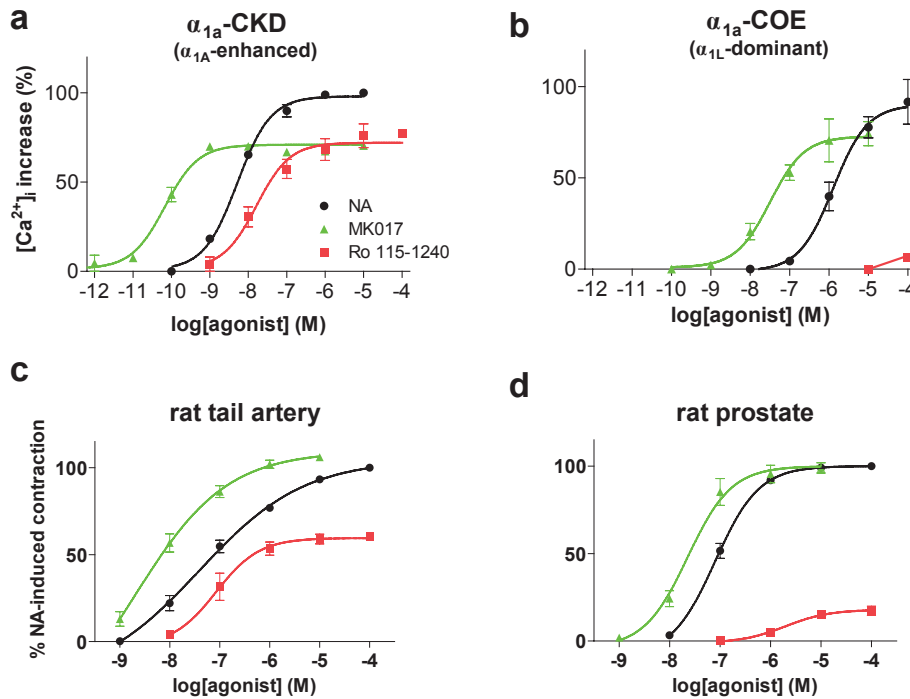 a
α1a-CKD
(α1A-enhanced)
[Ca2+]i increase (%)
100
50
0
NA
MK017
Ro 115-1240
-12 -11 -10 -9 -8 -7 -6 -5 -4
log[agonist] (M)
b
α1a-COE
(α1L-dominant)
100
50
0
-12 -11 -10 -9 -8 -7 -6 -5 -4
log[agonist] (M)
c
rat tail artery
% NA-induced contraction
100
50
0
-9 -8 -7 -6 -5 -4
log[agonist] (M)
d
rat prostate
100
50
0
-9 -8 -7 -6 -5 -4
log[agonist] (M)